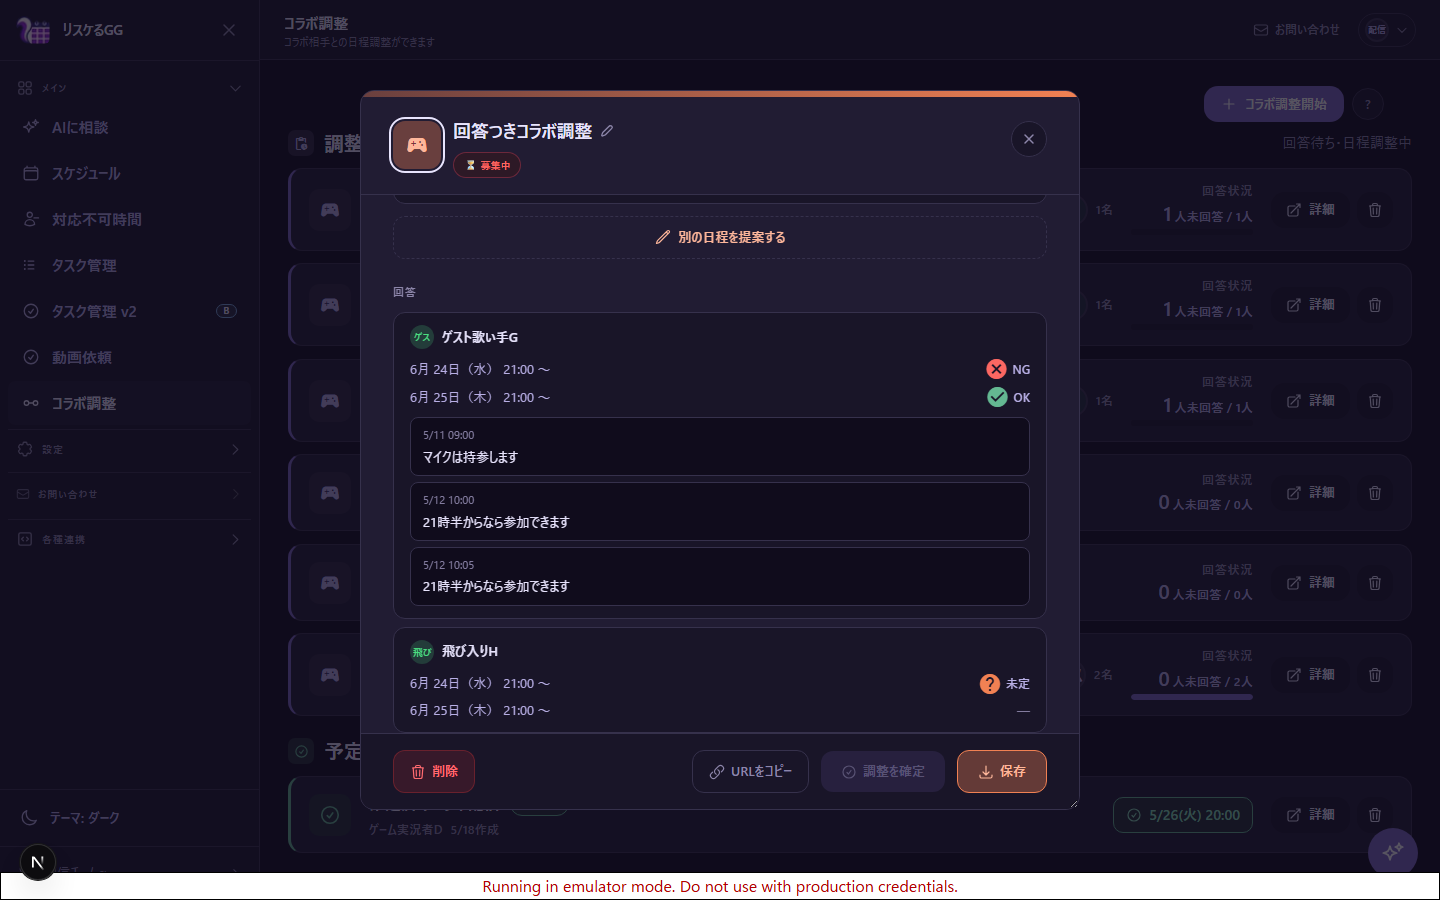 リスケるGG
メイン
AIに相談
スケジュール
対応不可時間
タスク管理
タスク管理 v2
β
動画依頼
コラボ調整
設定
お問い合わせ
各種連携
テーマ: ダーク
N
コラボ調整
コラボ相手との日程調整ができます
お問い合わせ
配信
コラボ調整開始
?
調整
回答待ち・日程調整中
1名
回答状況
1人未回答 / 1人
詳細
1名
回答状況
1人未回答 / 1人
詳細
1名
回答状況
1人未回答 / 1人
詳細
回答状況
0人未回答 / 0人
詳細
回答状況
0人未回答 / 0人
詳細
2名
回答状況
0人未回答 / 2人
詳細
予定
ゲーム実況者D 5/18作成
5/26(火) 20:00
詳細
回答つきコラボ調整
募集中
別の日程を提案する
回答
ゲス
ゲスト歌い手G
6月 24日（水） 21:00 〜
NG
6月 25日（木） 21:00 〜
OK
5/11 09:00
マイクは持参します
5/12 10:00
21時半からなら参加できます
5/12 10:05
21時半からなら参加できます
飛び
飛び入りH
6月 24日（水） 21:00 〜
未定
6月 25日（木） 21:00 〜
—
削除
URLをコピー
調整を確定
保存
Running in emulator mode. Do not use with production credentials.